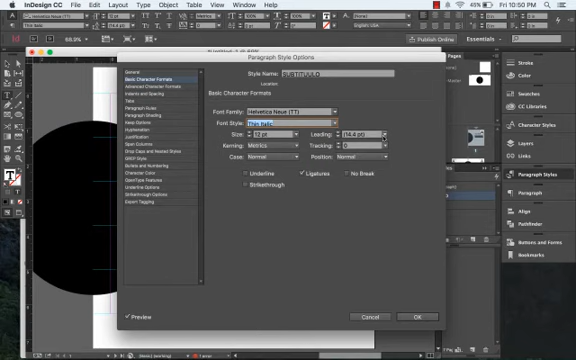 InDesign CC File Edit Layout Type Object Table View Window Help 45% Fri 10:50 PM
Publish Online Essentials
Paragraph Style Options
General
Basic Character Formats
Advanced Character Formats
Indents and Spacing
Tabs
Paragraph Rules
Paragraph Shading
Keep Options
Hyphenation
Justification
Span Columns
Drop Caps and Nested Styles
GREP Style
Bullets and Numbering
Character Color
OpenType Features
Underline Options
Strikethrough Options
Export Tagging
Style Name:
Location:
Basic Character Formats
Font Family: Helvetica Neue (TT)
Font Style: Thin Italic
Size: 12 pt Leading: (14.4 pt)
Kerning: Metrics Tracking: 0
Case: Normal Position: Normal
Underline Ligatures No Break
Strikethrough
Preview Cancel OK
Pages
Stroke
Color
Swatches
CC Libraries
Layers
Links
Paragraph Styles
Paragraph
Align
Pathfinder
Buttons and Forms
Bookmarks